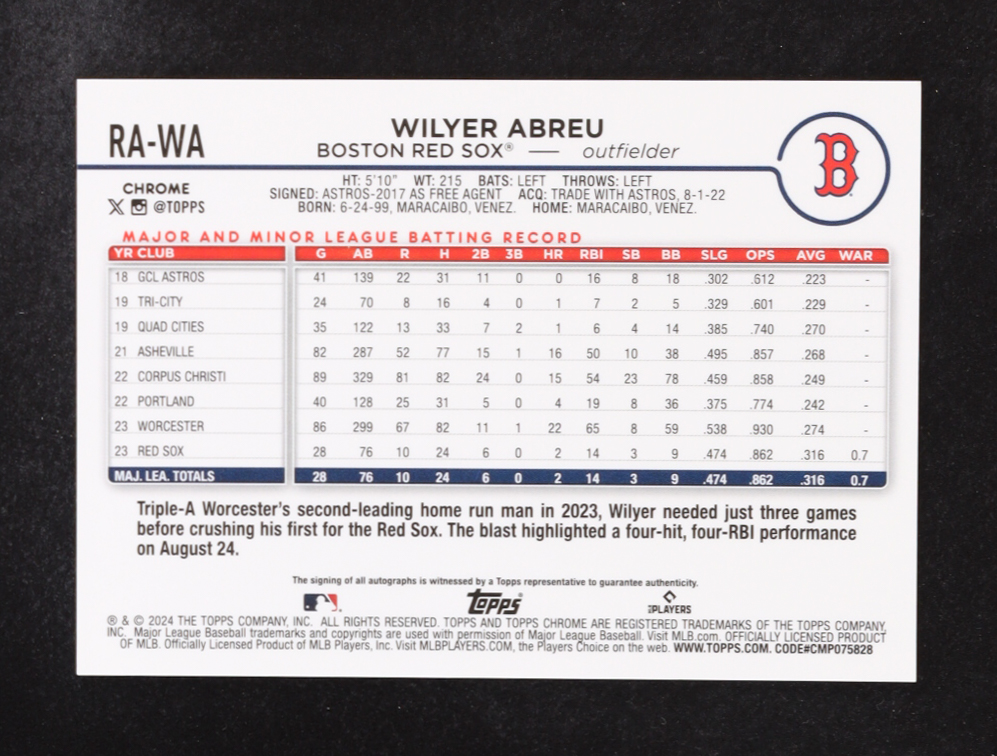 RA-WA
WILYER ABREU
BOSTON RED SOX® — outfielder
B
CHROME
X @TOPPS
HT: 5'10" WT: 215 BATS: LEFT THROWS: LEFT
SIGNED: ASTROS-2017 AS FREE AGENT ACQ: TRADE WITH ASTROS, 8-1-22
BORN: 6-24-99, MARACAIBO, VENEZ. HOME: MARACAIBO, VENEZ.
MAJOR AND MINOR LEAGUE BATTING RECORD
YR CLUB G AB R H 2B 3B HR RBI SB BB SLG OPS AVG WAR
18 GCL ASTROS 41 139 22 31 11 0 0 16 8 18 .302 .612 .223 -
19 TRI-CITY 24 70 8 16 4 0 1 7 2 5 .329 .601 .229 -
19 QUAD CITIES 35 122 13 33 7 2 1 6 4 14 .385 .740 .270 -
21 ASHEVILLE 82 287 52 77 15 1 16 50 10 38 .495 .857 .268 -
22 CORPUS CHRISTI 89 329 81 82 24 0 15 54 23 78 .459 .858 .249 -
22 PORTLAND 40 128 25 31 5 0 4 19 8 36 .375 .774 .242 -
23 WORCESTER 86 299 67 82 11 1 22 65 8 59 .538 .930 .274 -
23 RED SOX 28 76 10 24 6 0 2 14 3 9 .474 .862 .316 0.7
MAJ. LEA. TOTALS 28 76 10 24 6 0 2 14 3 9 .474 .862 .316 0.7
Triple-A Worcester's second-leading home run man in 2023, Wilyer needed just three games
before crushing his first for the Red Sox. The blast highlighted a four-hit, four-RBI performance
on August 24.
The signing of all autographs is witnessed by a Topps representative to guarantee authenticity.
topps®
PLAYERS
® & © 2024 THE TOPPS COMPANY, INC. ALL RIGHTS RESERVED. TOPPS AND TOPPS CHROME ARE REGISTERED TRADEMARKS OF THE TOPPS COMPANY,
INC. Major League Baseball trademarks and copyrights are used with permission of Major League Baseball. Visit MLB.com. OFFICIALLY LICENSED PRODUCT
OF MLB. Officially Licensed Product of MLB Players, Inc. Visit MLBPLAYERS.COM, the Players Choice on the web. WWW.TOPPS.COM. CODE#CMP075828